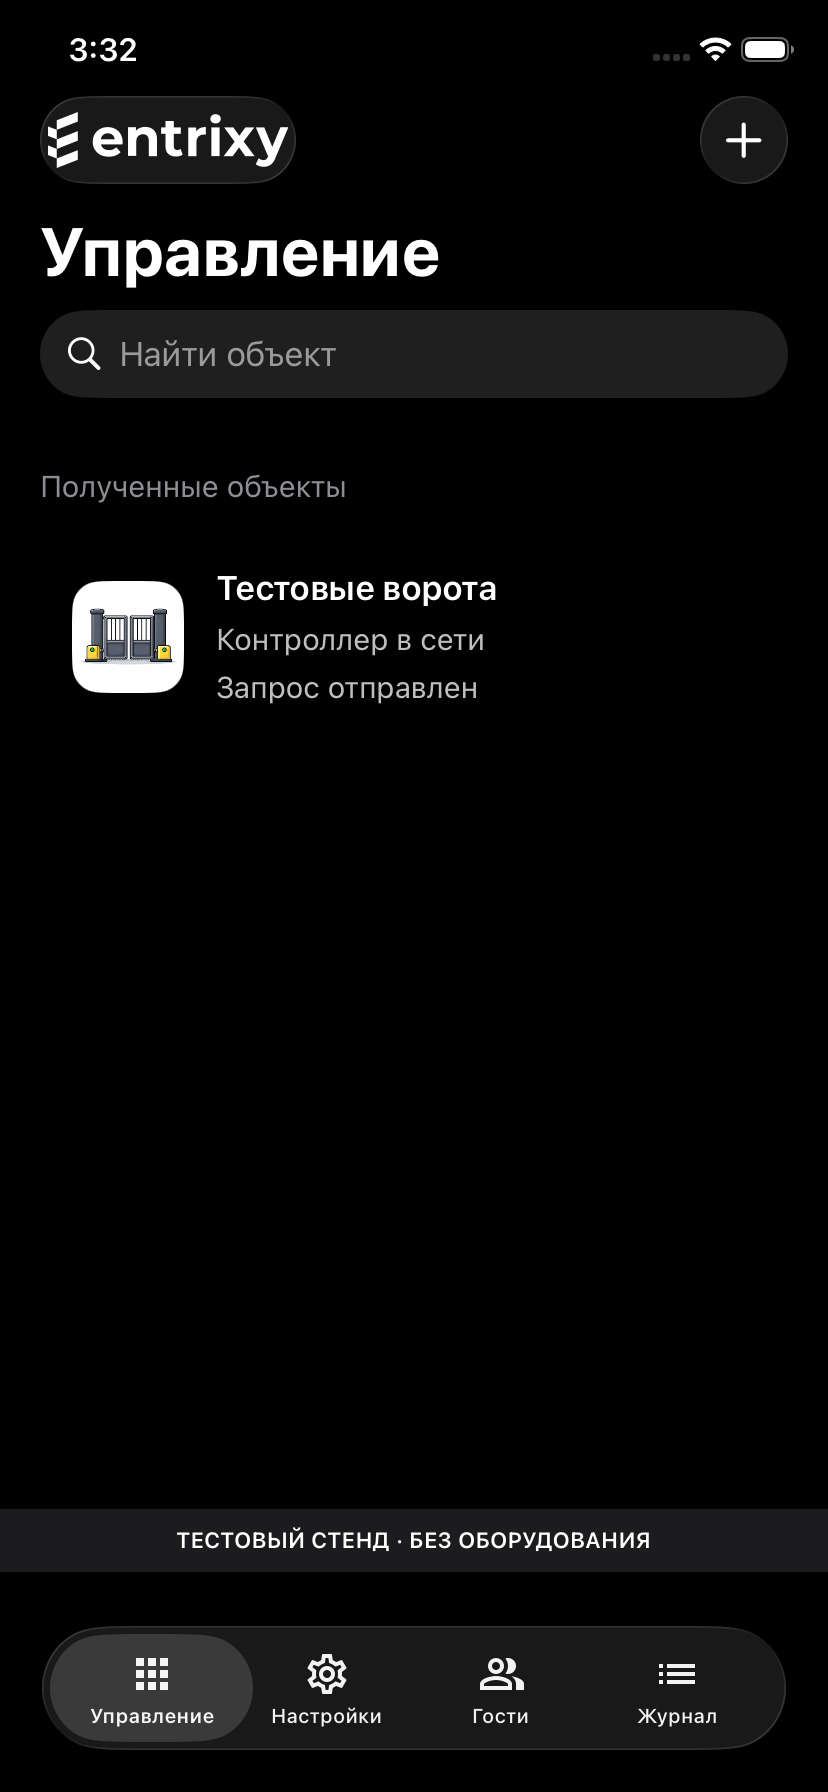 3:32
entrixy
Управление
Найти объект
Полученные объекты
Тестовые ворота
Контроллер в сети
Запрос отправлен
ТЕСТОВЫЙ СТЕНД · БЕЗ ОБОРУДОВАНИЯ
Управление
Настройки
Гости
Журнал